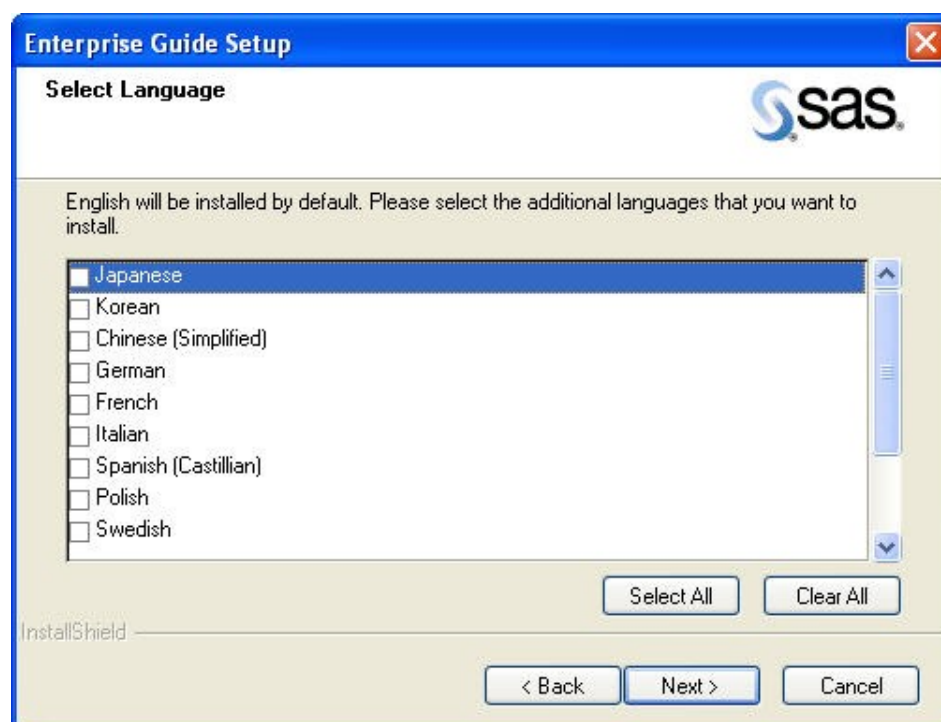 Enterprise Guide Setup
Select Language
sas
English will be installed by default. Please select the additional languages that you want to
install.
Japanese
Korean
Chinese (Simplified)
German
French
Italian
Spanish (Castillian)
Polish
Swedish
Select All
Clear All
InstallShield
< Back
Next >
Cancel